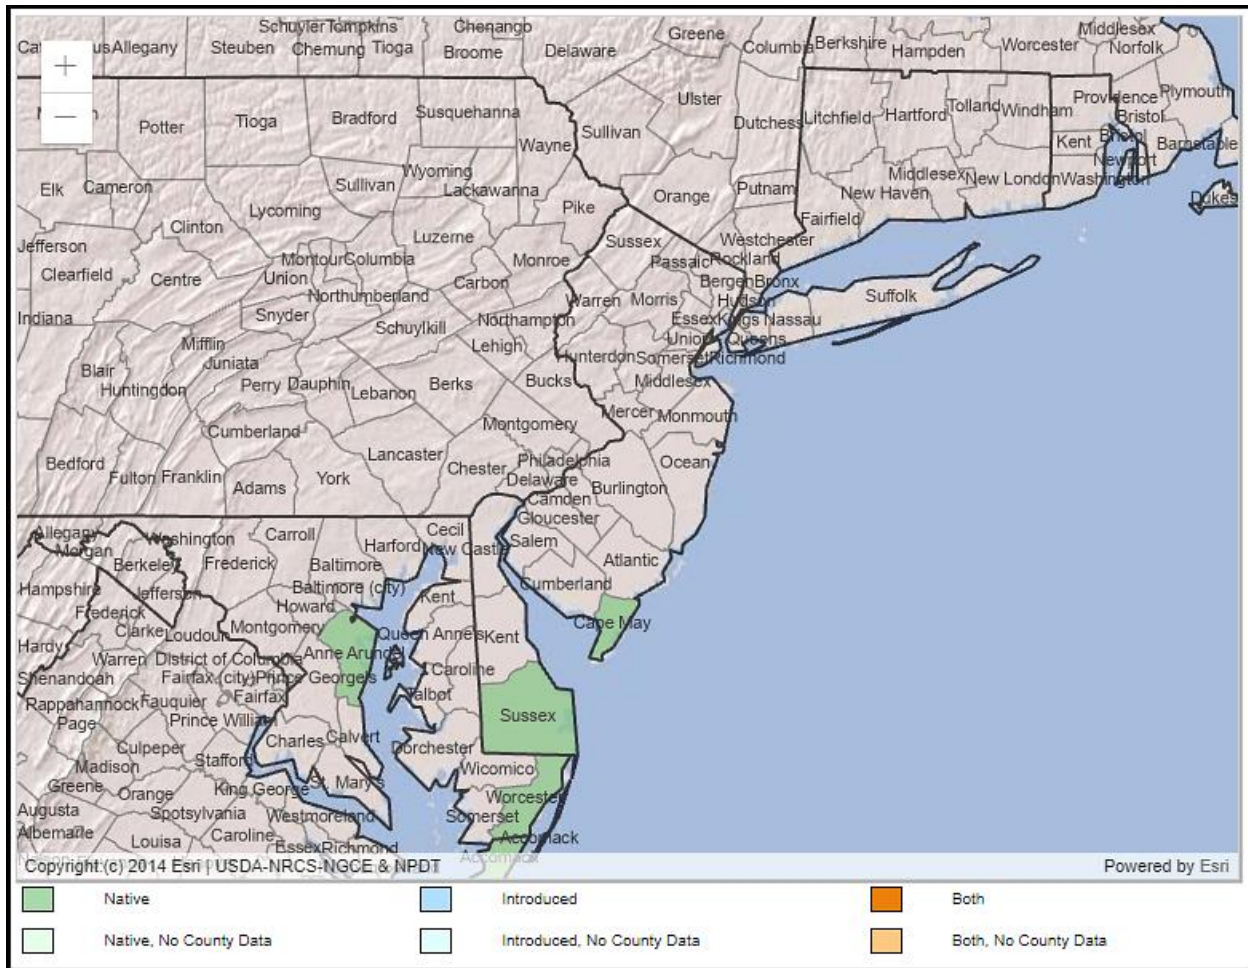 Schuyler Tompkins Chenango Greene Middlesex
Allegany Steuben Chemung Tioga Broome Delaware Columbia Berkshire Hampden Worcester Norfolk
+
−
Potter Tioga Bradford Susquehanna Ulster Litchfield Hartford Tolland Windham Providence Plymouth
Wayne Sullivan Dutchess Kent Bristol Bristol Barnstable
Elk Cameron Sullivan Wyoming Lackawanna Orange Putnam Middlesex New London Washington Newport
Lycoming Pike New Haven Dukes
Clinton Luzerne Sussex Westchester Fairfield
Jefferson Clearfield Centre Montour Columbia Monroe Passaic Rockland
Union Northumberland Carbon Warren Morris Bergen Bronx Hudson Suffolk
Indiana Snyder Schuylkill Northampton Essex Kings Nassau
Mifflin Juniata Lehigh Hunterdon Somerset Union Queens Richmond
Blair Huntingdon Perry Dauphin Lebanon Berks Bucks Middlesex
Cumberland Montgomery Mercer Monmouth
Bedford Fulton Franklin Adams York Lancaster Chester Philadelphia Delaware Burlington Ocean
Camden Gloucester
Allegany Morgan Washington Carroll Harford Cecil New Castle Salem
Berkeley Frederick Baltimore Atlantic
Hampshire Jefferson Baltimore (city) Kent Cumberland
Frederick Clarke Loudoun Howard Montgomery Queen Anne's Kent Cape May
Hardy Warren District of Columbia Anne Arundel Caroline
Shenandoah Fairfax (city) Prince George's
Rappahannock Fauquier Fairfax Talbot
Page Prince William Charles Calvert Sussex
Culpeper Stafford Dorchester
Madison Wicomico
Greene Orange King George St. Mary's Worcester
Augusta Spotsylvania Westmoreland Somerset
Albemarle Louisa Caroline Essex Richmond Accomack
Accomack
Copyright:(c) 2014 Esri | USDA-NRCS-NGCE & NPDT Powered by Esri
Native Introduced Both
Native, No County Data Introduced, No County Data Both, No County Data